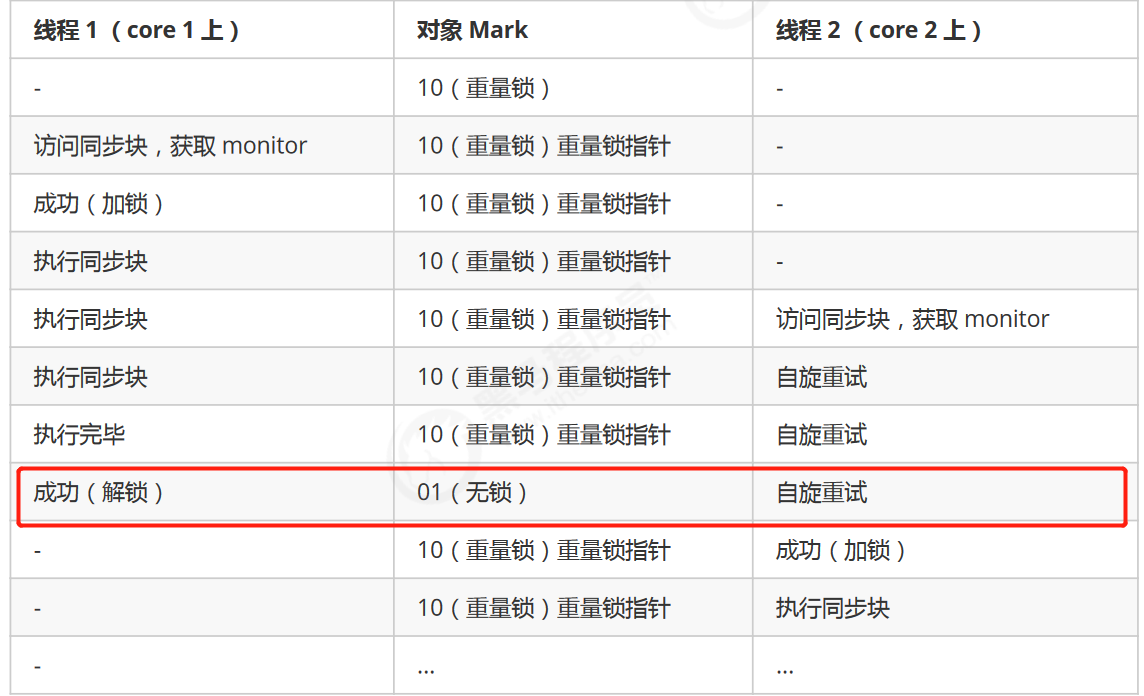 线程 1 （ core 1 上 ） 对象 Mark 线程 2 （ core 2 上 ）
- 10 （ 重量锁 ） -
访问同步块，获取 monitor 10 （ 重量锁 ）重量锁指针 -
成功（ 加锁 ） 10 （ 重量锁 ）重量锁指针 -
执行同步块 10 （ 重量锁 ）重量锁指针 -
执行同步块 10 （ 重量锁 ）重量锁指针 访问同步块，获取 monitor
执行同步块 10 （ 重量锁 ）重量锁指针 自旋重试
执行完毕 10 （ 重量锁 ）重量锁指针 自旋重试
成功（ 解锁 ） 01 （ 无锁 ） 自旋重试
- 10 （ 重量锁 ）重量锁指针 成功（ 加锁 ）
- 10 （ 重量锁 ）重量锁指针 执行同步块
- ... ...